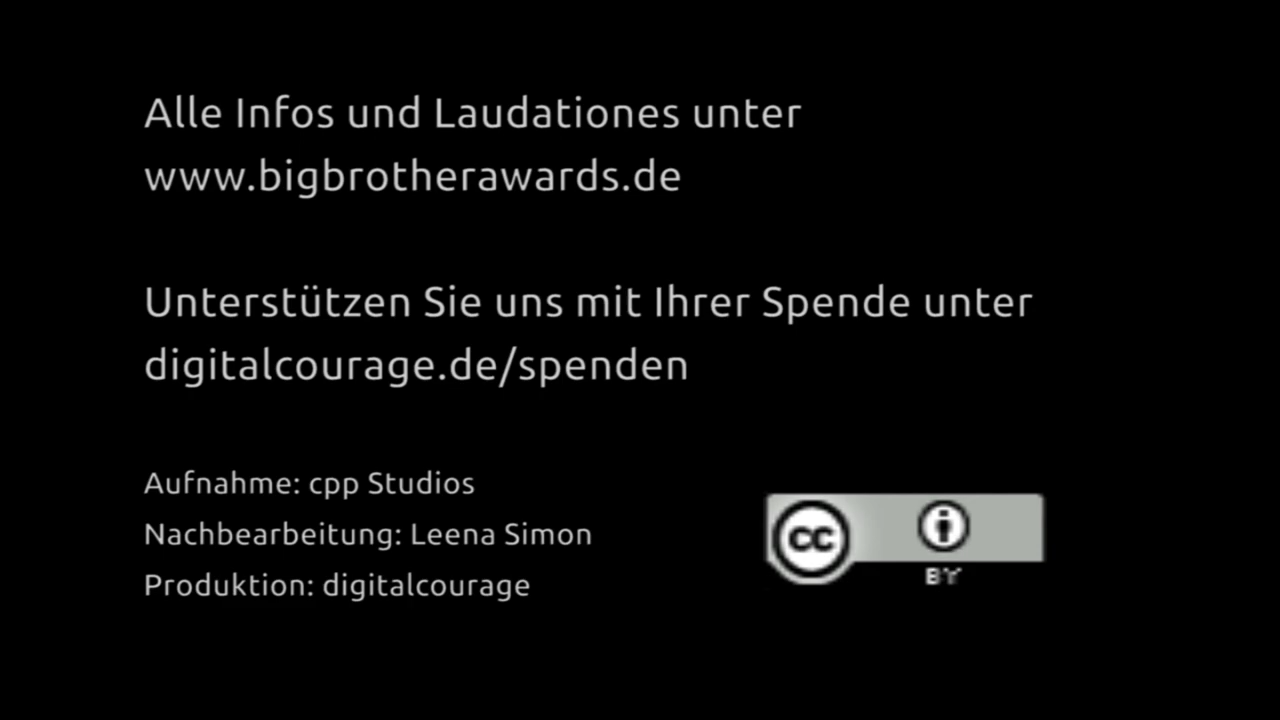 Alle Infos und Laudationes unter
www.bigbrotherawards.de
Unterstützen Sie uns mit Ihrer Spende unter
digitalcourage.de/spenden
Aufnahme: cpp Studios
Nachbearbeitung: Leena Simon
Produktion: digitalcourage
CC
BY